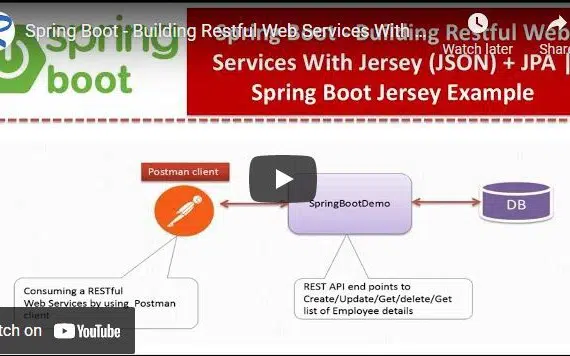 Spring Boot - Building Restful Web Services With...
Watch later
Share
spring
boot
Spring Boot - Building Restful Web
Services With Jersey (JSON) + JPA |
Spring Boot Jersey Example
Postman client
SpringBootDemo
DB
Consuming a RESTful
Web Services by using Postman
client
REST API end points to
Create/Update/Get/delete/Get
list of Employee details
tch on YouTube